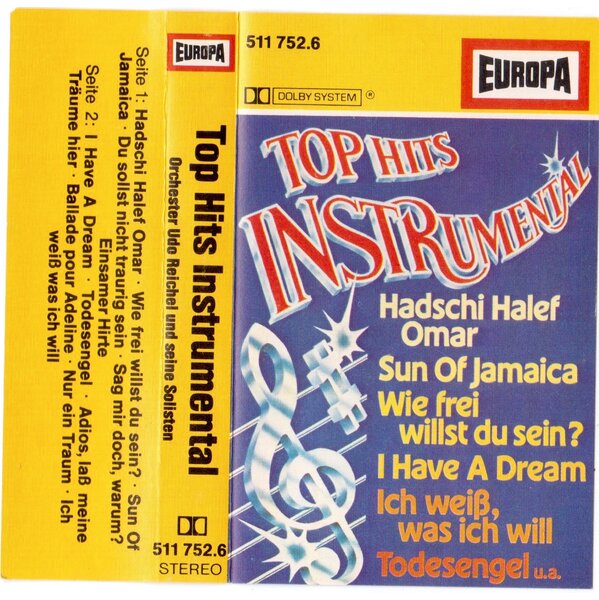 Seite 1: Hadschi Halef Omar · Wie frei willst du sein? · Sun Of
Jamaica · Du sollst nicht traurig sein · Sag mir doch, warum?
Einsamer Hirte
Seite 2: I Have A Dream · Todesengel · Adios, laß meine
Träume hier · Ballade pour Adeline · Nur ein Traum · Ich
weiß was ich will
EUROPA
Top Hits Instrumental
Orchester Udo Reichel und seine Solisten
511 752.6
STEREO
511 752.6
DOLBY SYSTEM ®
EUROPA
TOP HITS
INSTRUMENTAL
Hadschi Halef
Omar
Sun Of Jamaica
Wie frei
willst du sein?
I Have A Dream
Ich weiß,
was ich will
Todesengel u.a.